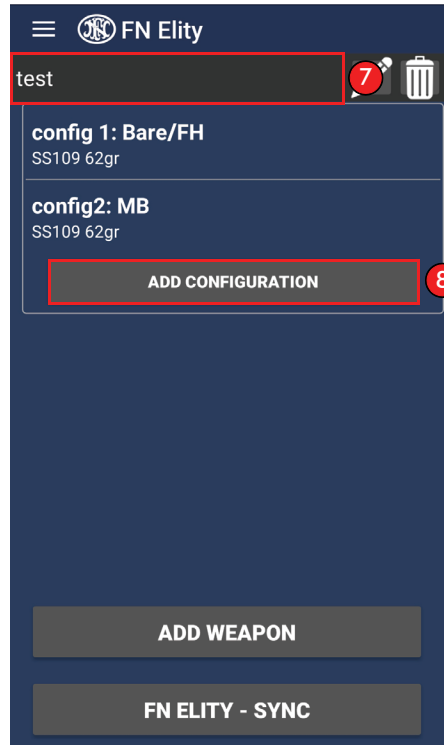 FN Elity
test
7
config 1: Bare/FH
SS109 62gr
config2: MB
SS109 62gr
ADD CONFIGURATION
8
ADD WEAPON
FN ELITY - SYNC